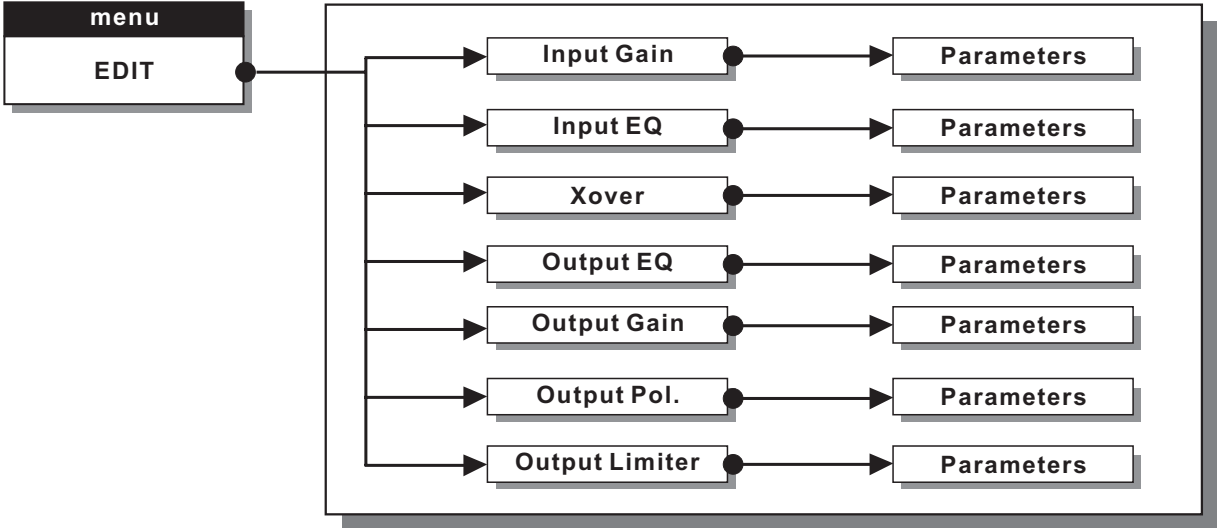 menu
EDIT
Input Gain
Parameters
Input EQ
Parameters
Xover
Parameters
Output EQ
Parameters
Output Gain
Parameters
Output Pol.
Parameters
Output Limiter
Parameters